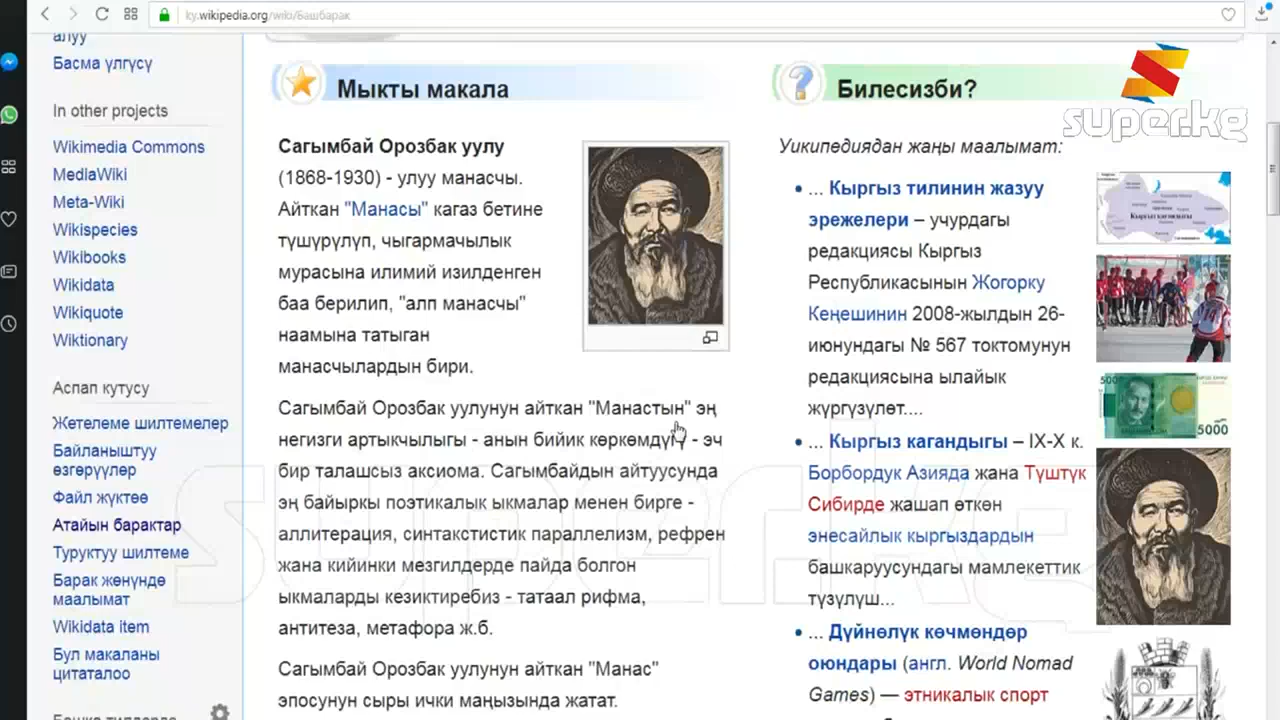 ky.wikipedia.org/wiki/Башбарак
алуу
Басма үлгүсү
In other projects
Wikimedia Commons
MediaWiki
Meta-Wiki
Wikispecies
Wikibooks
Wikidata
Wikiquote
Wiktionary
Аспап кутусу
Жетелеме шилтемелер
Байланыштуу
өзгөрүүлөр
Файл жүктөө
Атайын барактар
Туруктуу шилтеме
Барак жөнүндө
маалымат
Wikidata item
Бул макаланы
цитаталоо
Башка тилдерде
Мыкты макала
Сагымбай Орозбак уулу
(1868-1930) - улуу манасчы.
Айткан "Манасы" кагаз бетине
түшүрүлүп, чыгармачылык
мурасына илимий изилденген
баа берилип, "алп манасчы"
наамына татыган
манасчылардын бири.
Сагымбай Орозбак уулунун айткан "Манастын" эң
негизги артыкчылыгы - анын бийик көркөмдүгү - эч
бир талашсыз аксиома. Сагымбайдын айтуусунда
эң байыркы поэтикалык ыкмалар менен бирге -
аллитерация, синтакстистик параллелизм, рефрен
жана кийинки мезгилдерде пайда болгон
ыкмаларды кезиктиребиз - татаал рифма,
антитеза, метафора ж.б.
Сагымбай Орозбак уулунун айткан "Манас"
эпосунун сыры ички маңызында жатат.
Билесизби?
super.kg
Уикипедиядан жаңы маалымат:
... Кыргыз тилинин жазуу
эрежелери – учурдагы
редакциясы Кыргыз
Республикасынын Жогорку
Кеңешинин 2008-жылдын 26-
июнундагы № 567 токтомунун
редакциясына ылайык
жүргүзүлөт....
... Кыргыз кагандыгы – IX-X к.
Борбордук Азияда жана Түштүк
Сибирде жашап өткөн
энесайлык кыргыздардын
башкаруусундагы мамлекеттик
түзүлүш...
... Дүйнөлүк көчмөндөр
оюндары (англ. World Nomad
Games) — этникалык спорт
Кыргыз кагандыгы
5000
superkg